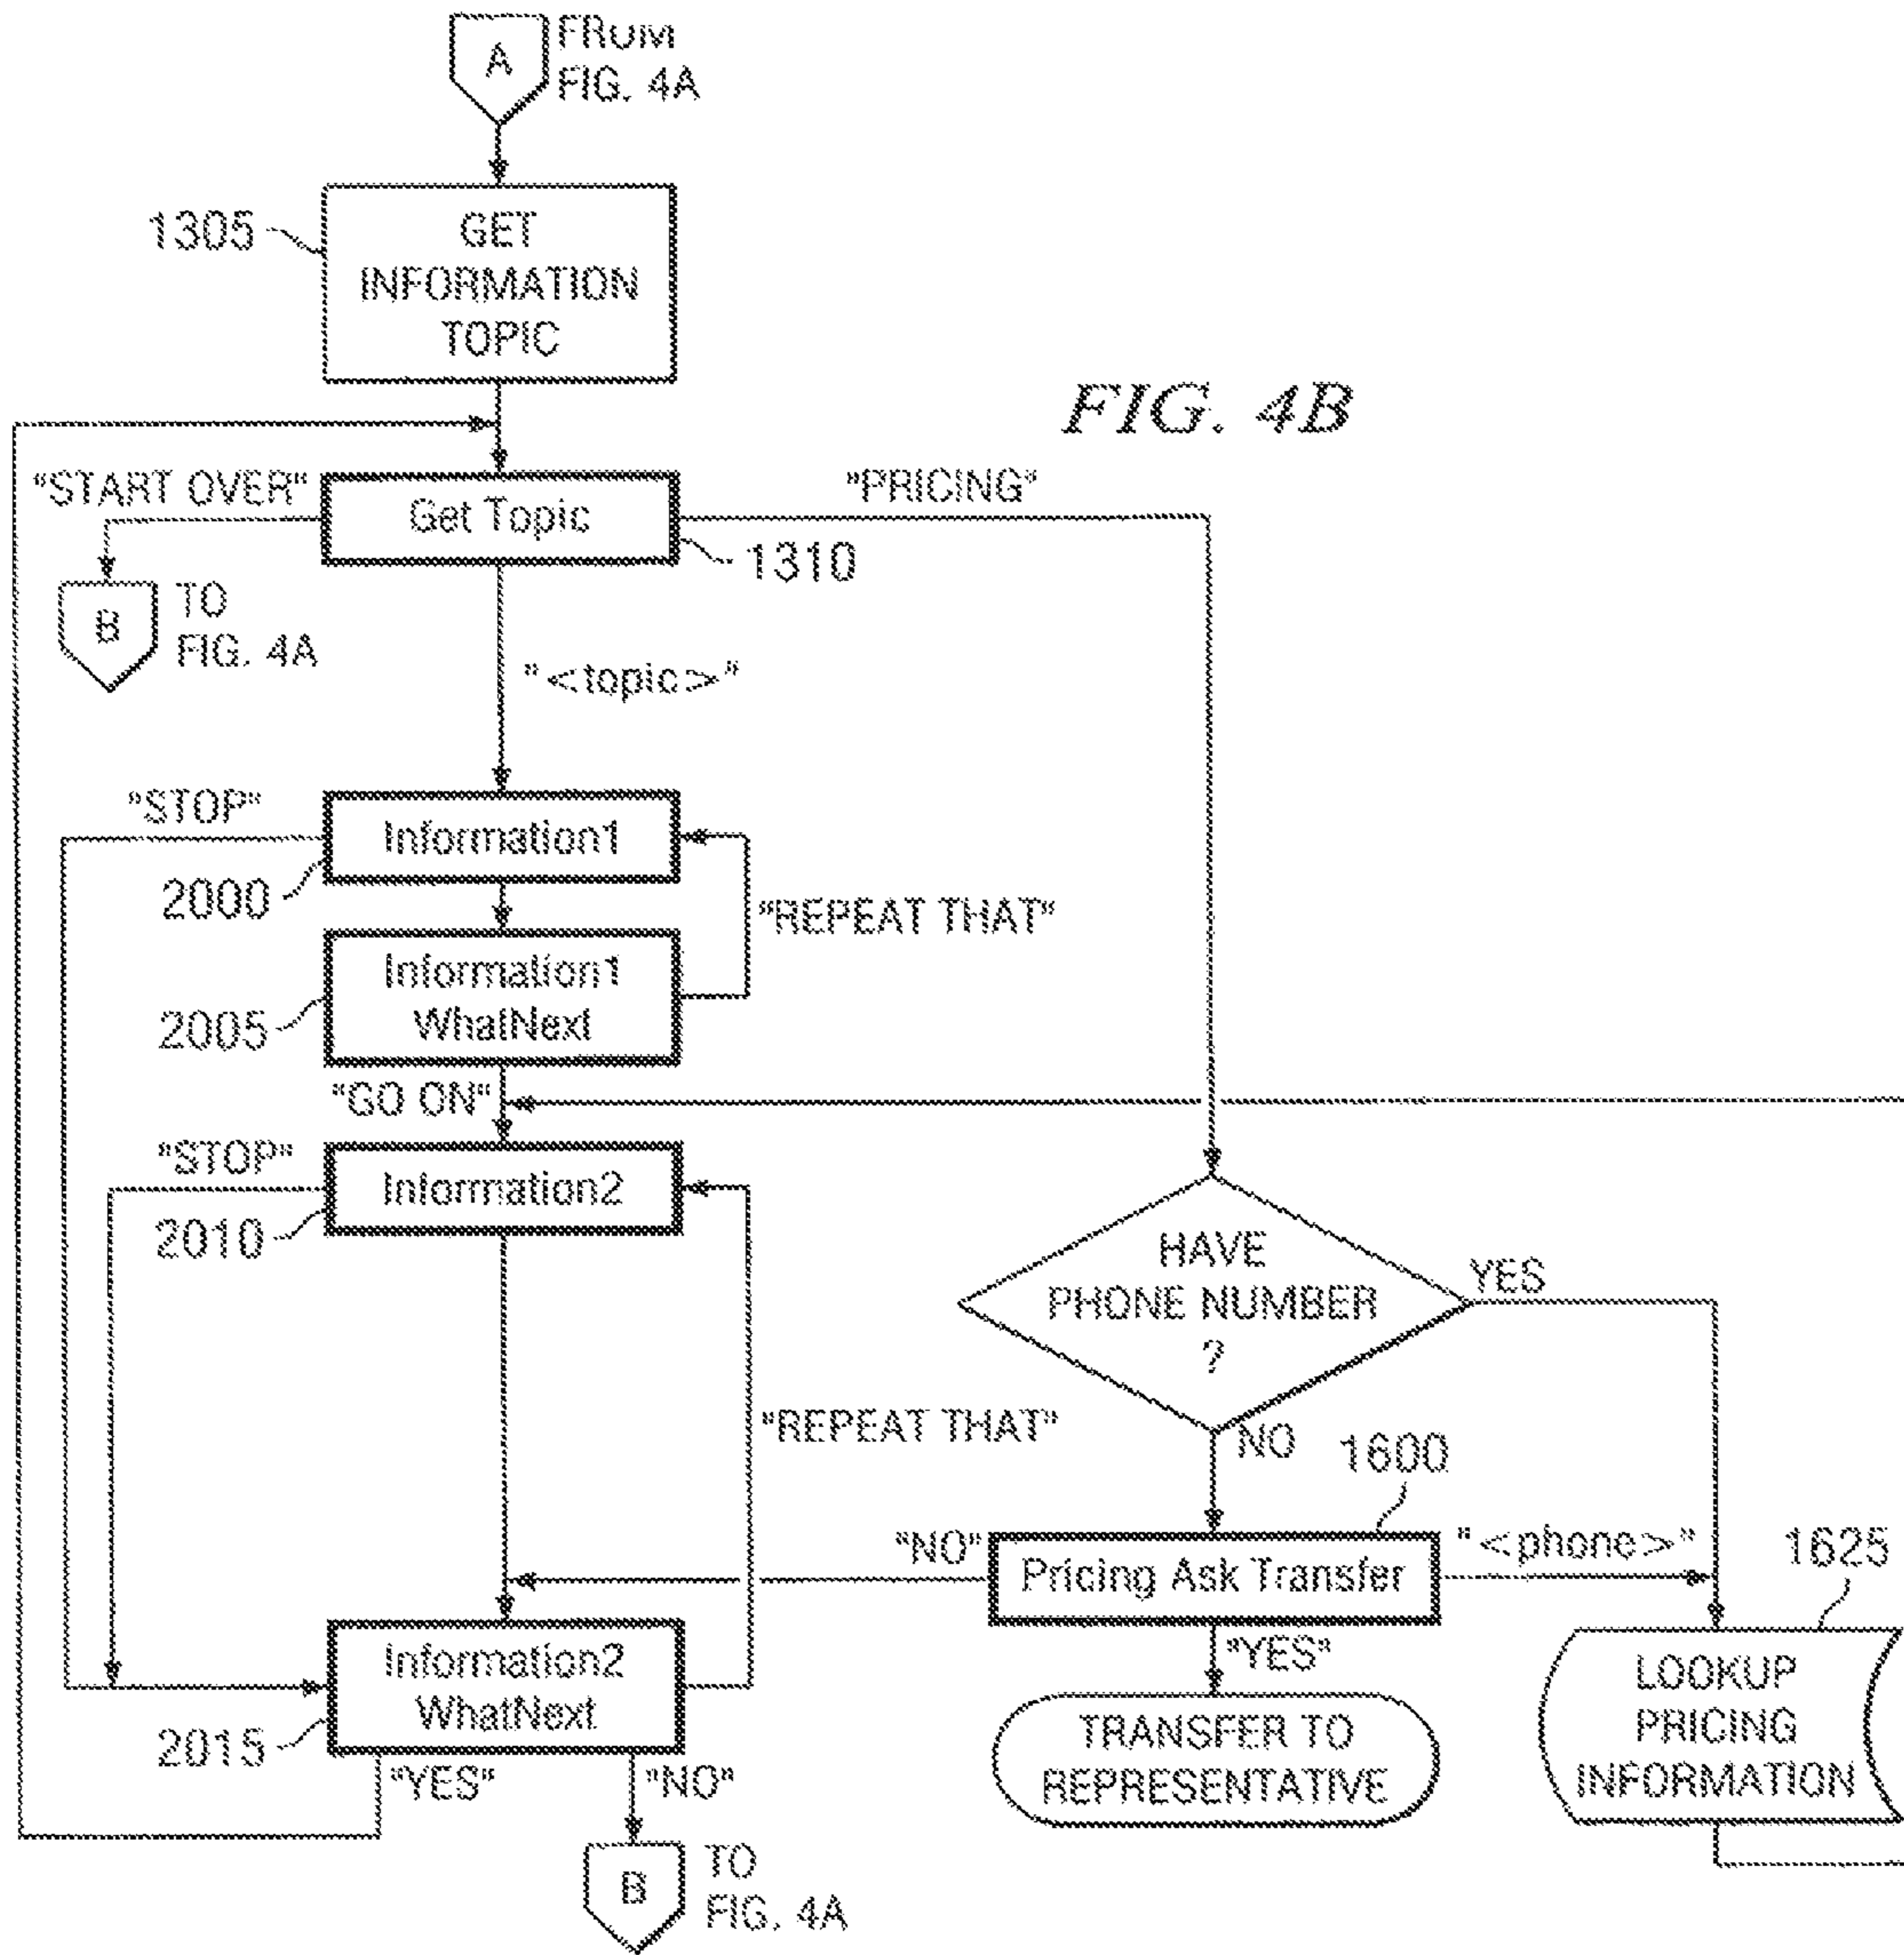 A
FROM
FIG. 4A
1305
GET
INFORMATION
TOPIC
FIG. 4B
"START OVER"
Get Topic
"PRICING"
1310
B
TO
FIG. 4A
"<topic>"
"STOP"
Information1
2000
"REPEAT THAT"
Information1
WhatNext
2005
"GO ON"
"STOP"
Information2
2010
HAVE
PHONE NUMBER
?
YES
"REPEAT THAT"
NO
1600
"NO"
Pricing Ask Transfer
"<phone>"
1625
"YES"
Information2
WhatNext
2015
TRANSFER TO
REPRESENTATIVE
LOOKUP
PRICING
INFORMATION
"YES"
"NO"
B
TO
FIG. 4A